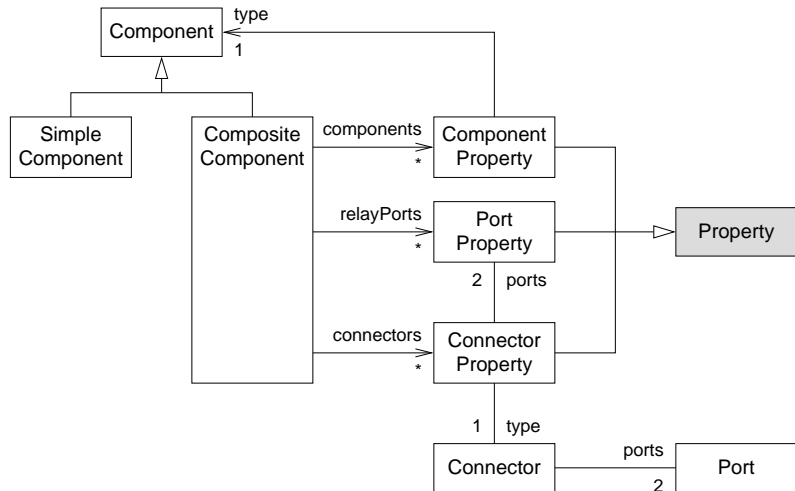 type
Component
1
Simple
Component
Composite
Component
components
*
Component
Property
relayPorts
*
Port
Property
Property
2 ports
connectors
*
Connector
Property
1 type
Connector
ports
2
Port